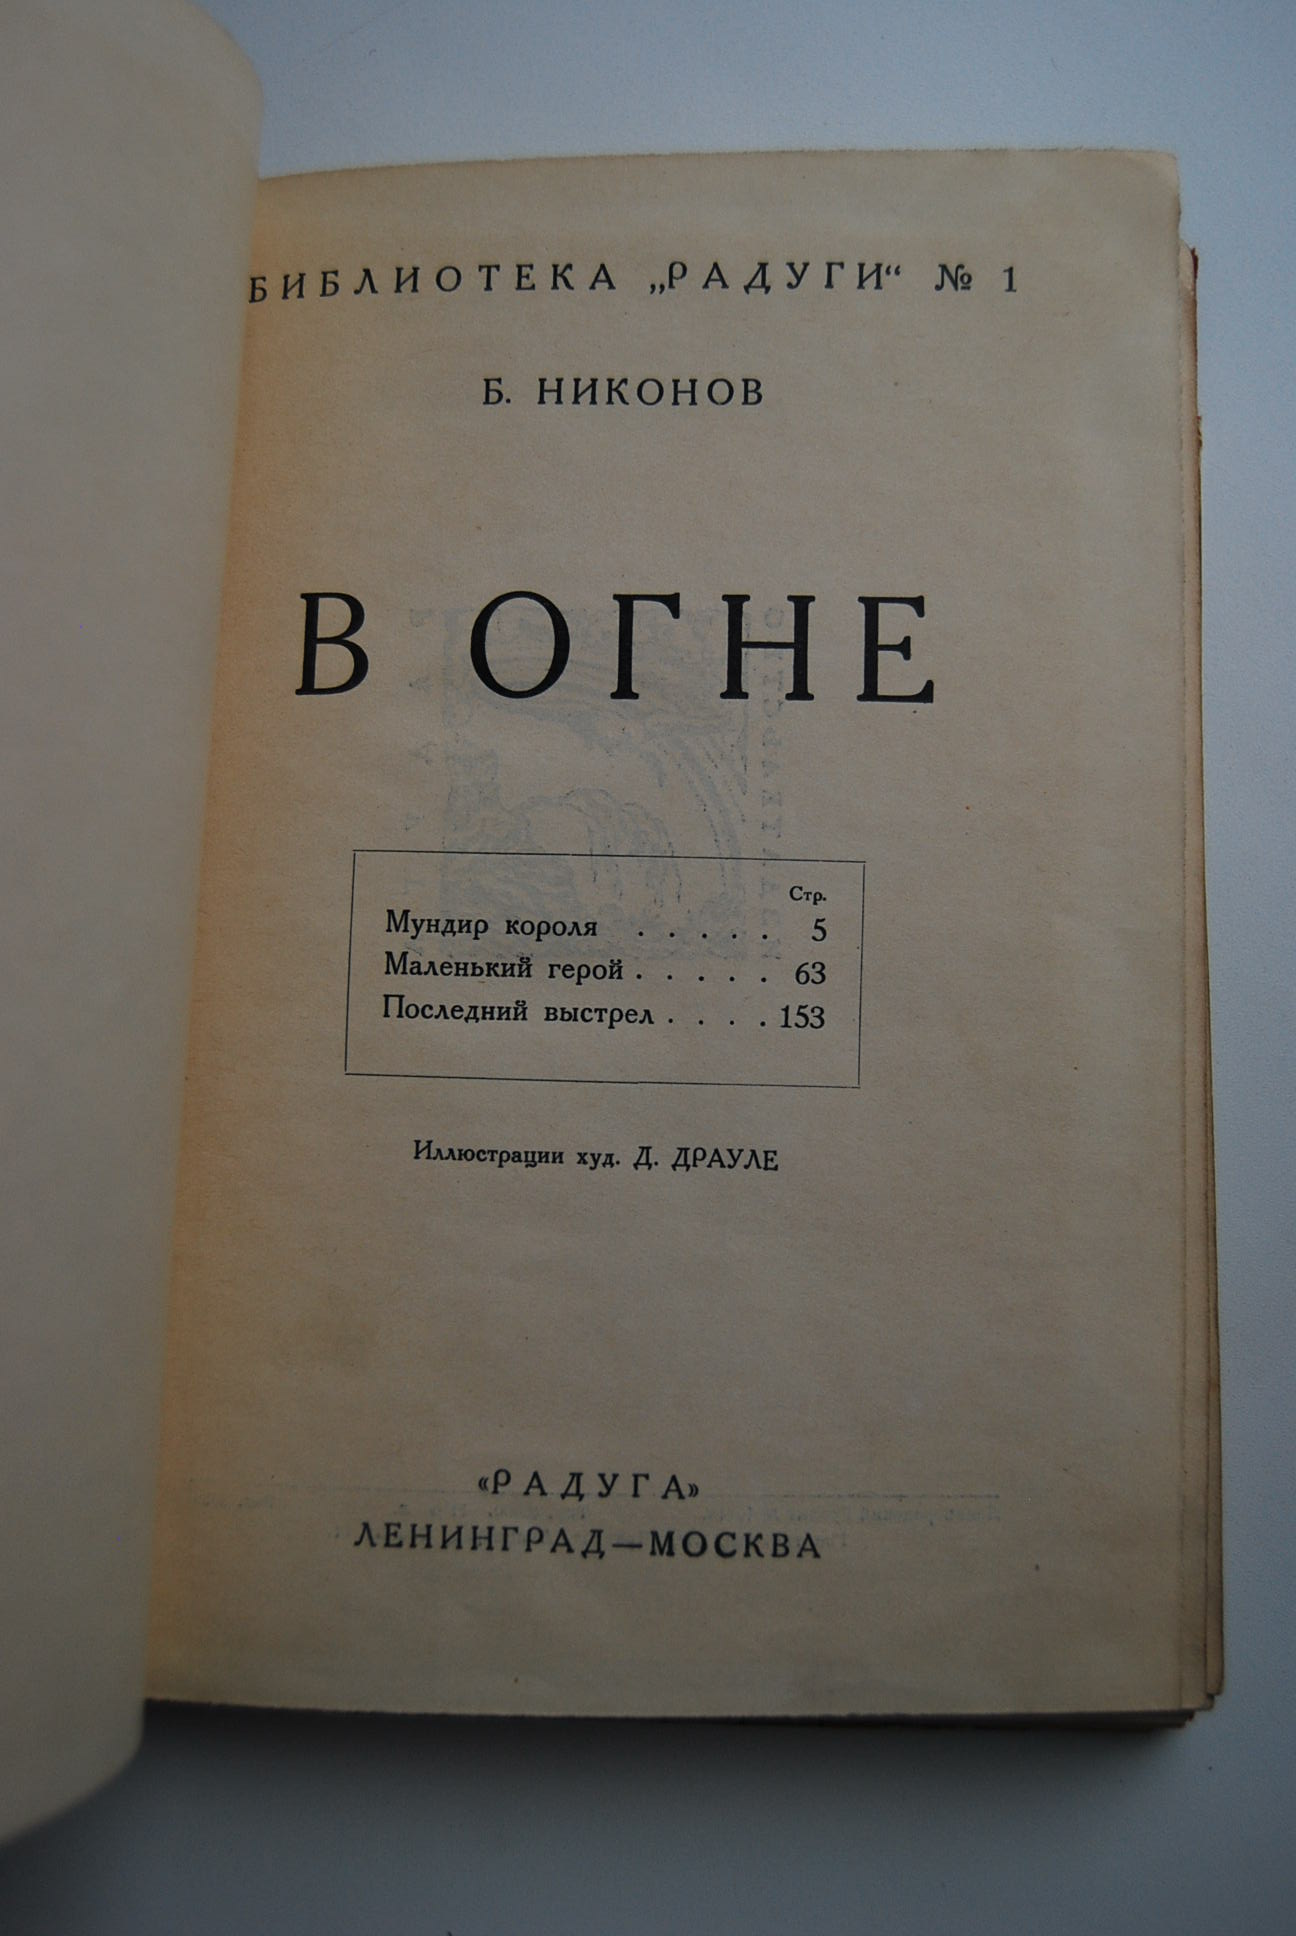 БИБЛИОТЕКА „РАДУГИ“ № 1
Б. НИКОНОВ
В ОГНЕ
Стр.
Мундир короля . . . . . 5
Маленький герой . . . . . 63
Последний выстрел . . . . 153
Иллюстрации худ. Д. ДРАУЛЕ
«РАДУГА»
ЛЕНИНГРАД—МОСКВА